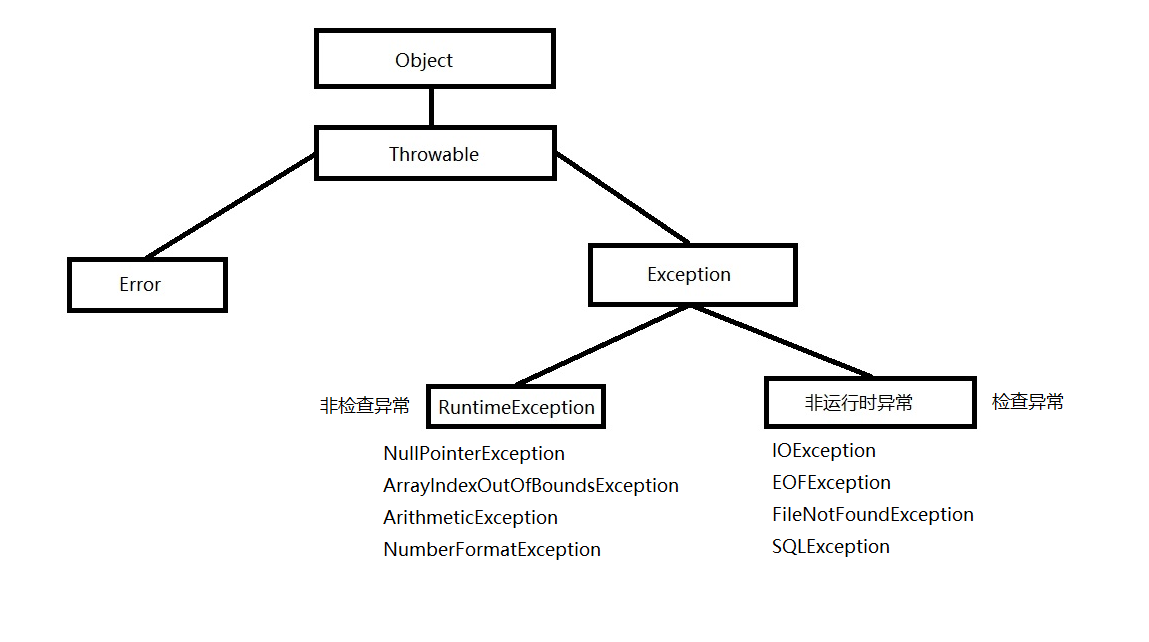 Object
Throwable
Error
Exception
非检查异常
RuntimeException
非运行时异常
检查异常
NullPointerException
ArrayIndexOutOfBoundsException
ArithmeticException
NumberFormatException
IOException
EOFException
FileNotFoundException
SQLException